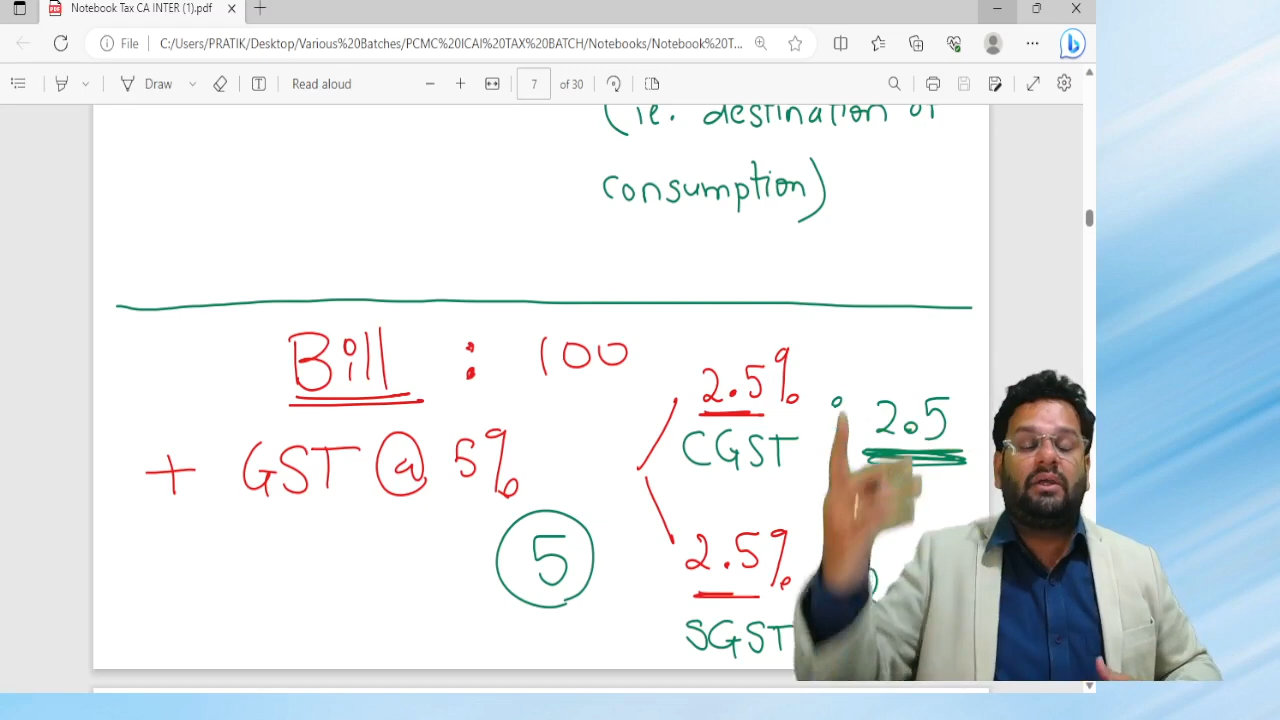 Notebook Tax CA INTER (1).pdf
File C:/Users/PRATIK/Desktop/Various%20Batches/PCMC%20ICAI%20TAX%20BATCH/Notebooks/Notebook%20T...
Draw Read aloud 7 of 30
(ie. destination of
consumption)
Bill : 100
2.5% : 2.5
CGST
+ GST @ 5%
5
2.5%
SGST